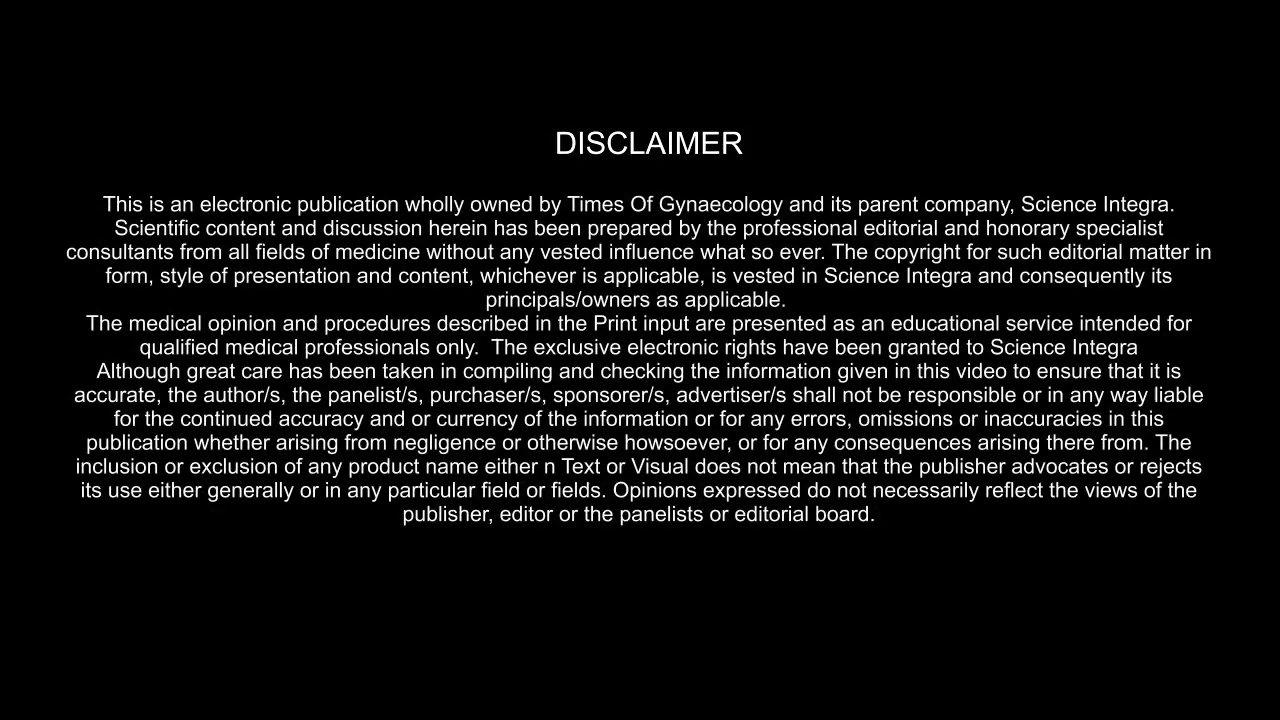 DISCLAIMER
This is an electronic publication wholly owned by Times Of Gynaecology and its parent company, Science Integra.
Scientific content and discussion herein has been prepared by the professional editorial and honorary specialist
consultants from all fields of medicine without any vested influence what so ever. The copyright for such editorial matter in
form, style of presentation and content, whichever is applicable, is vested in Science Integra and consequently its
principals/owners as applicable.
The medical opinion and procedures described in the Print input are presented as an educational service intended for
qualified medical professionals only.  The exclusive electronic rights have been granted to Science Integra
Although great care has been taken in compiling and checking the information given in this video to ensure that it is
accurate, the author/s, the panelist/s, purchaser/s, sponsorer/s, advertiser/s shall not be responsible or in any way liable
for the continued accuracy and or currency of the information or for any errors, omissions or inaccuracies in this
publication whether arising from negligence or otherwise howsoever, or for any consequences arising there from. The
inclusion or exclusion of any product name either n Text or Visual does not mean that the publisher advocates or rejects
its use either generally or in any particular field or fields. Opinions expressed do not necessarily reflect the views of the
publisher, editor or the panelists or editorial board.